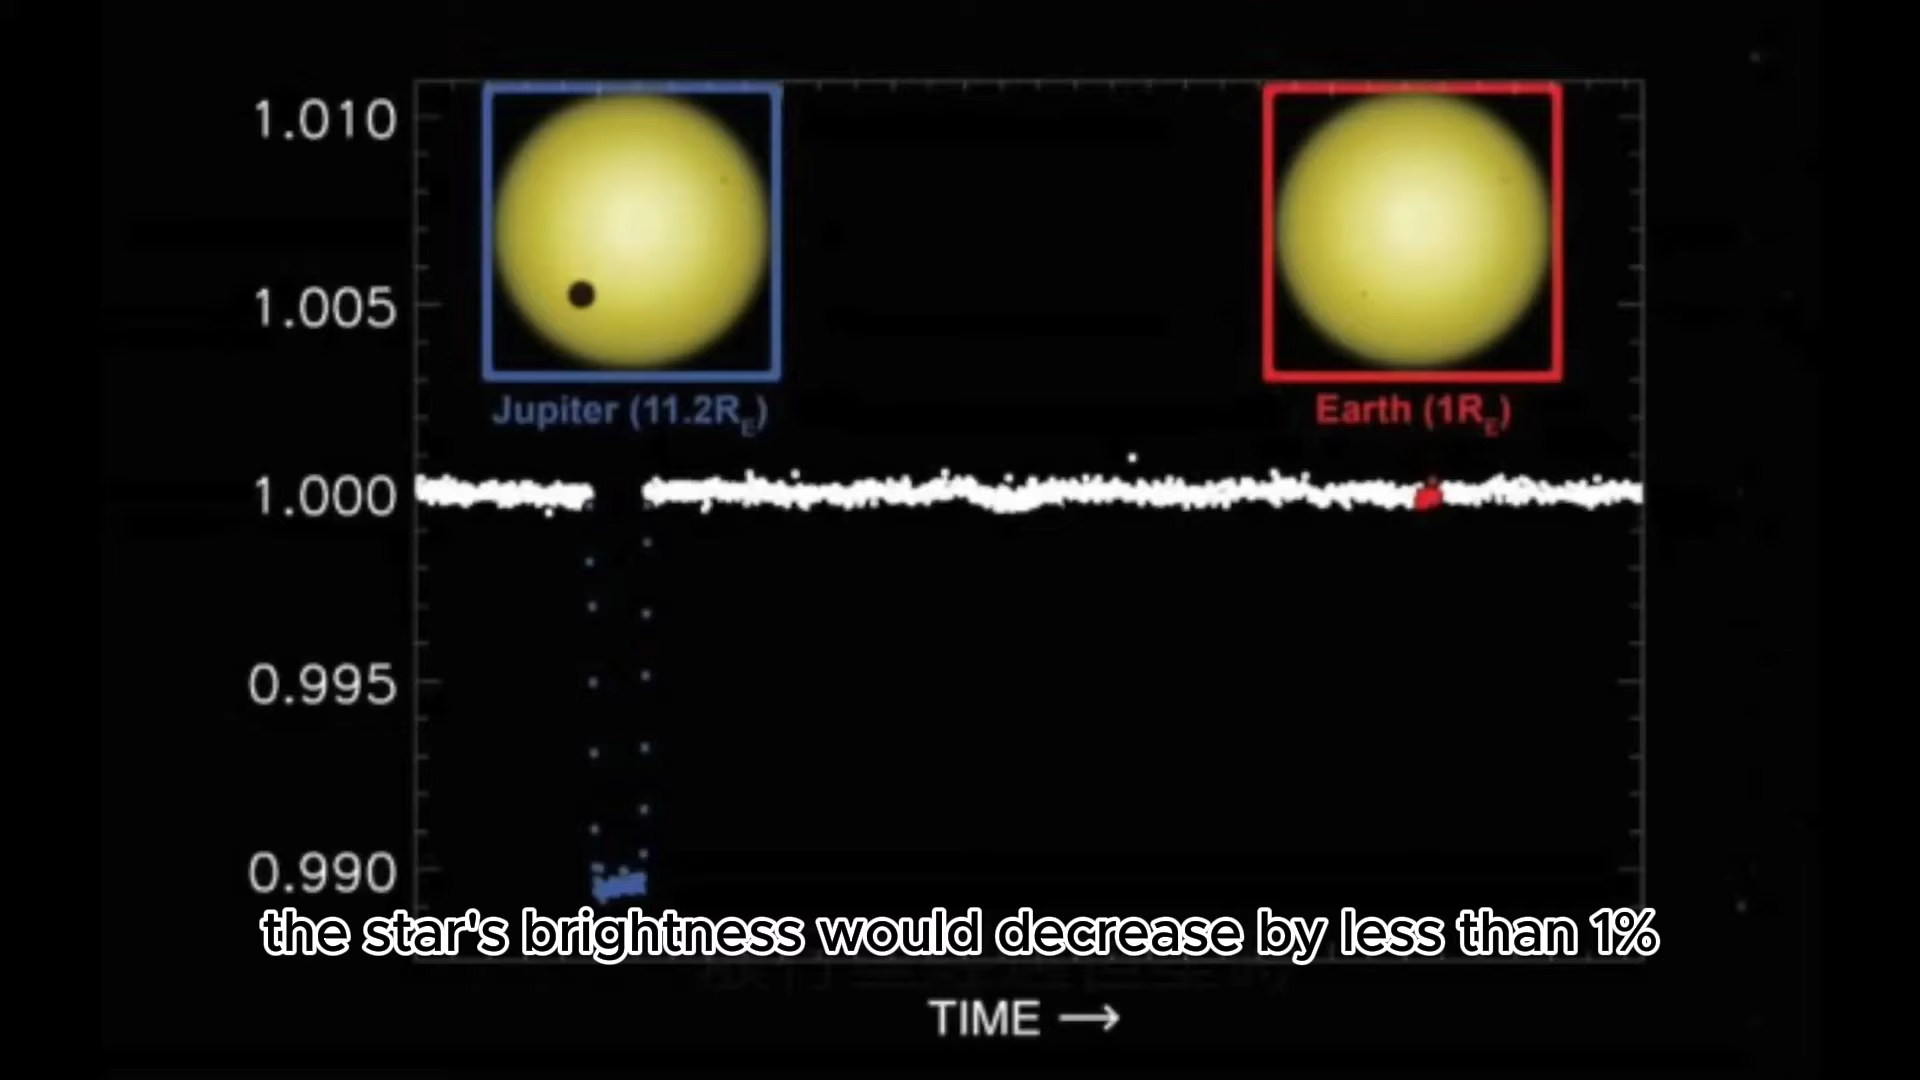 1.010
1.005
1.000
0.995
0.990
Jupiter (11.2RE)
Earth (1RE)
the star's brightness would decrease by less than 1%
TIME →